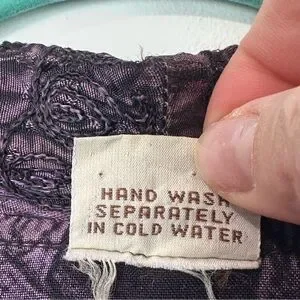 HAND WASH
SEPARATELY
IN COLD WATER